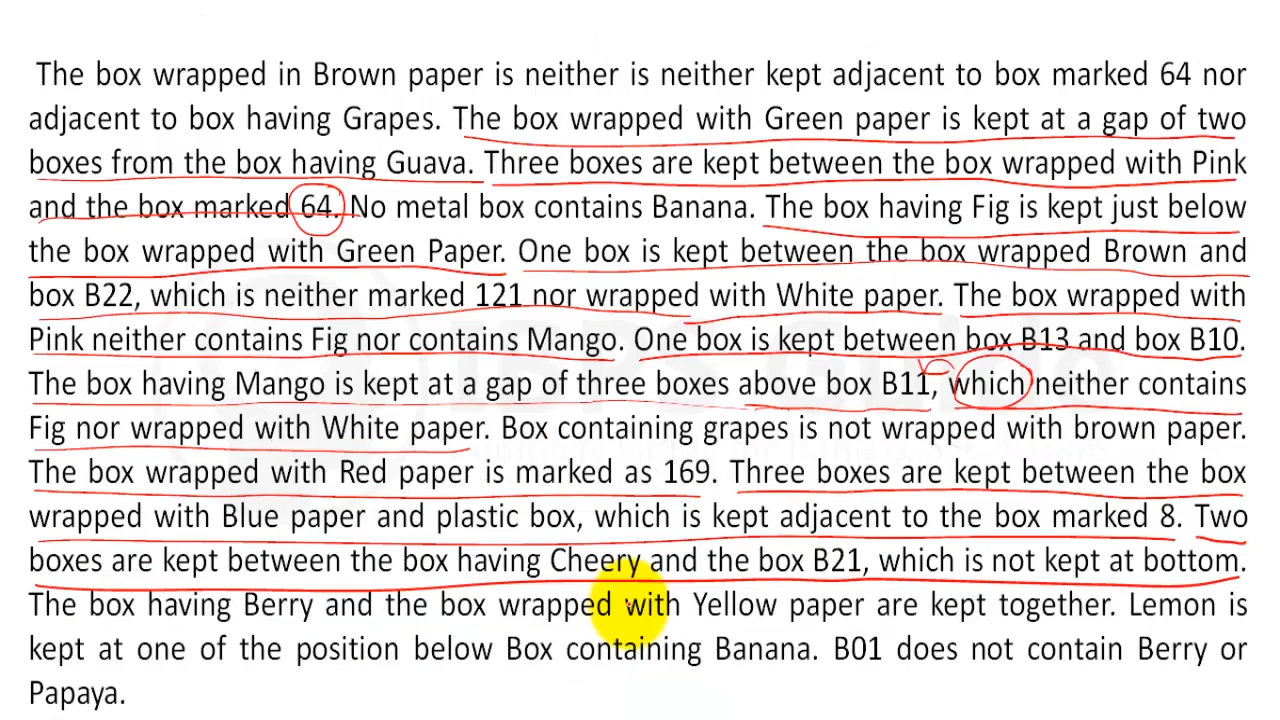 The box wrapped in Brown paper is neither is neither kept adjacent to box marked 64 nor
adjacent to box having Grapes. The box wrapped with Green paper is kept at a gap of two
boxes from the box having Guava. Three boxes are kept between the box wrapped with Pink
and the box marked 64. No metal box contains Banana. The box having Fig is kept just below
the box wrapped with Green Paper. One box is kept between the box wrapped Brown and
box B22, which is neither marked 121 nor wrapped with White paper. The box wrapped with
Pink neither contains Fig nor contains Mango. One box is kept between box B13 and box B10.
The box having Mango is kept at a gap of three boxes above box B11, which neither contains
Fig nor wrapped with White paper. Box containing grapes is not wrapped with brown paper.
The box wrapped with Red paper is marked as 169. Three boxes are kept between the box
wrapped with Blue paper and plastic box, which is kept adjacent to the box marked 8. Two
boxes are kept between the box having Cheery and the box B21, which is not kept at bottom.
The box having Berry and the box wrapped with Yellow paper are kept together. Lemon is
kept at one of the position below Box containing Banana. B01 does not contain Berry or
Papaya.